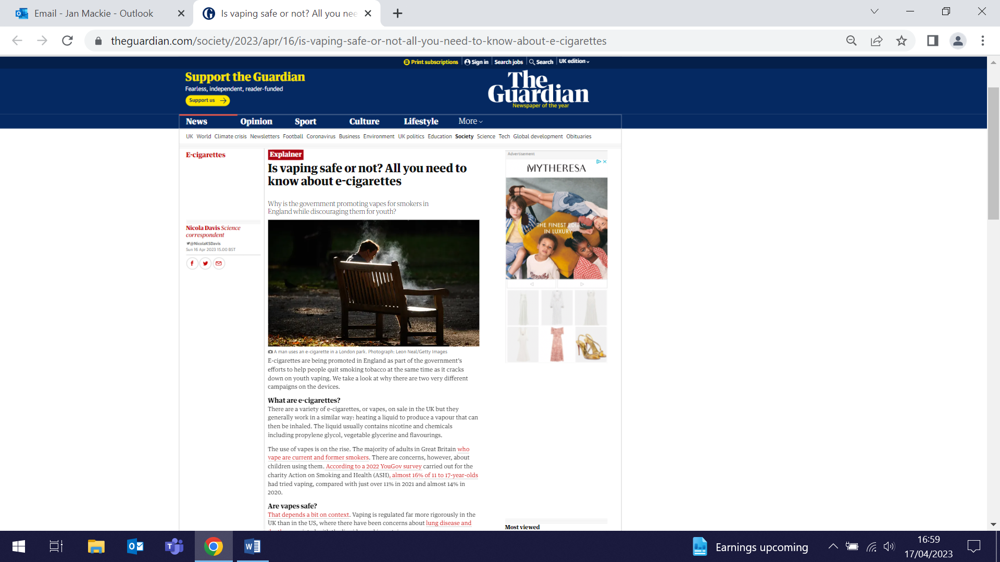 Email - Jan Mackie - Outlook
Is vaping safe or not? All you nee
theguardian.com/society/2023/apr/16/is-vaping-safe-or-not-all-you-need-to-know-about-e-cigarettes
Print subscriptions
Sign in
Search jobs
Search
UK edition
Support the Guardian
Fearless, independent, reader-funded
Support us
The
Guardian
Newspaper of the year
News
Opinion
Sport
Culture
Lifestyle
More
UK World Climate crisis Newsletters Football Coronavirus Business Environment UK politics Education Society Science Tech Global development Obituaries
E-cigarettes
Explainer
Is vaping safe or not? All you need to
know about e-cigarettes
Why is the government promoting vapes for smokers in
England while discouraging them for youth?
Nicola Davis Science
correspondent
@NicolaKSDavis
Sun 16 Apr 2023 15.00 BST
A man uses an e-cigarette in a London park. Photograph: Leon Neal/Getty Images
E-cigarettes are being promoted in England as part of the government's
efforts to help people quit smoking tobacco at the same time as it cracks
down on youth vaping. We take a look at why there are two very different
campaigns on the devices.
What are e-cigarettes?
There are a variety of e-cigarettes, or vapes, on sale in the UK but they
generally work in a similar way: heating a liquid to produce a vapour that can
then be inhaled. The liquid usually contains nicotine and chemicals
including propylene glycol, vegetable glycerine and flavourings.
The use of vapes is on the rise. The majority of adults in Great Britain who
vape are current and former smokers. There are concerns, however, about
children using them. According to a 2022 YouGov survey carried out for the
charity Action on Smoking and Health (ASH), almost 16% of 11 to 17-year-olds
had tried vaping, compared with just over 11% in 2021 and almost 14% in
2020.
Are vapes safe?
That depends a bit on context. Vaping is regulated far more rigorously in the
UK than in the US, where there have been concerns about lung disease and
Advertisement
MYTHERESA
THE FINEST EDIT
IN LUXURY
Most viewed
Earnings upcoming
16:59
17/04/2023